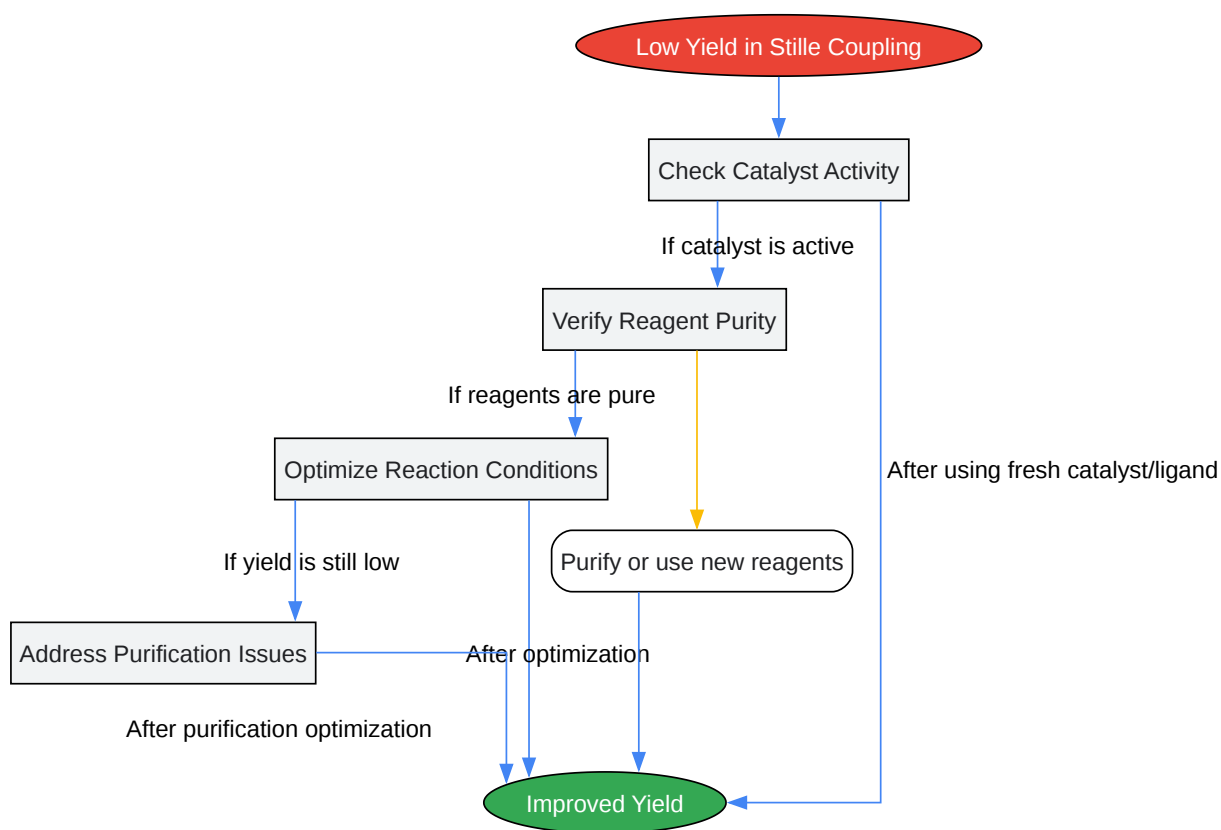 Low Yield in Stille Coupling
Check Catalyst Activity
If catalyst is active
Verify Reagent Purity
If reagents are pure
Optimize Reaction Conditions
After using fresh catalyst/ligand
If yield is still low
Purify or use new reagents
Address Purification Issues
After optimization
After purification optimization
Improved Yield